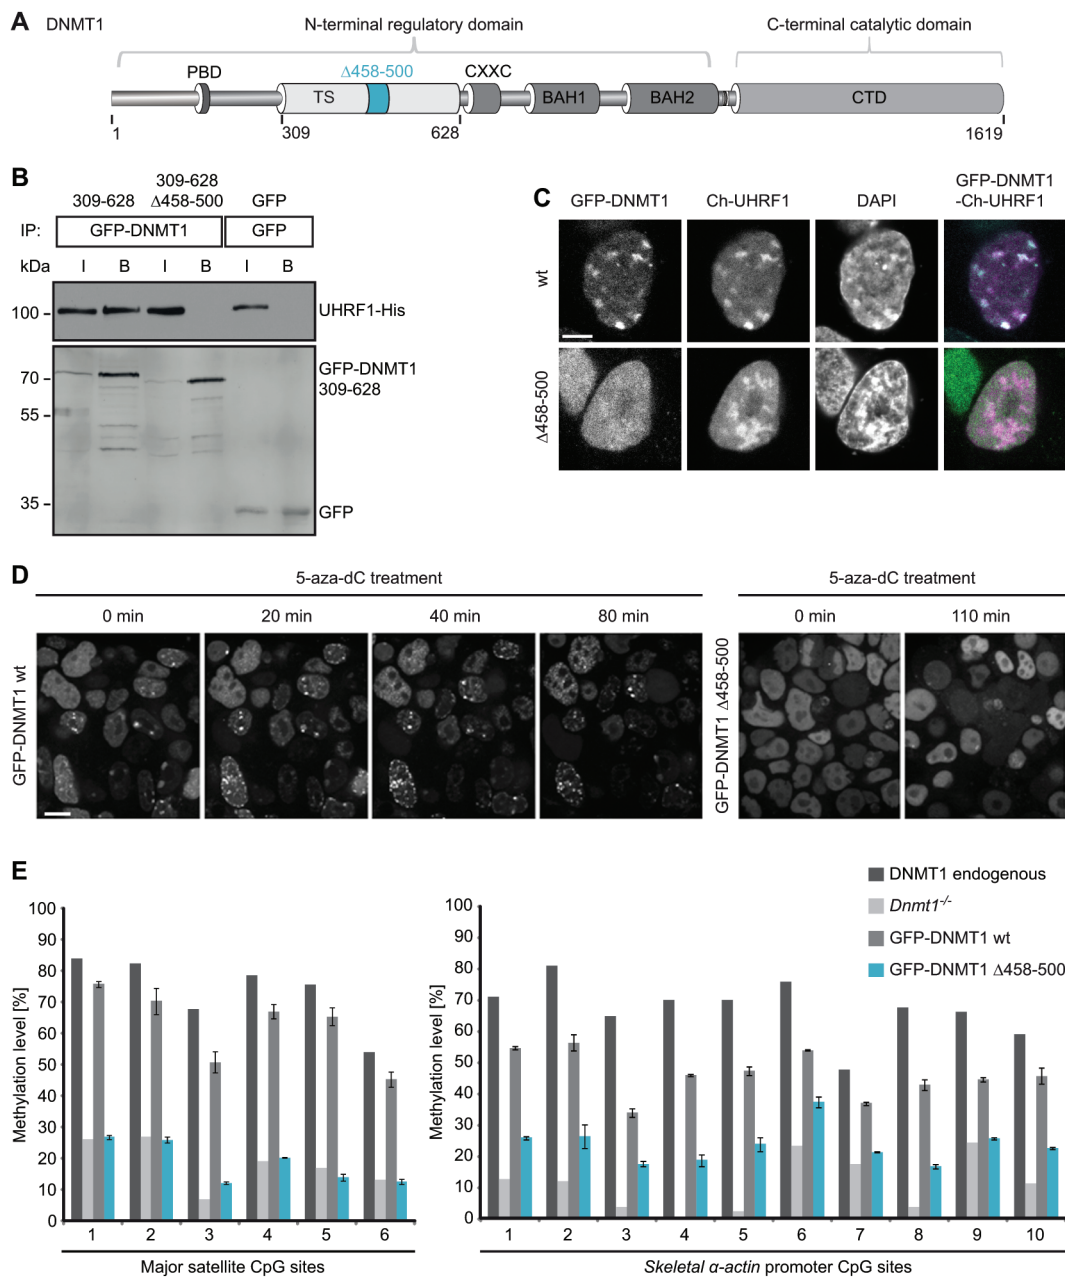 A
DNMT1
N-terminal regulatory domain
C-terminal catalytic domain
PBD
Δ458-500
CXXC
TS
BAH1
BAH2
CTD
1
309
628
1619
B
309-628
309-628
Δ458-500
GFP
IP:
GFP-DNMT1
GFP
kDa
I
B
I
B
I
B
100
UHRF1-His
70
GFP-DNMT1
309-628
55
35
GFP
C
GFP-DNMT1
Ch-UHRF1
DAPI
GFP-DNMT1
-Ch-UHRF1
wt
Δ458-500
D
5-aza-dC treatment
5-aza-dC treatment
0 min
20 min
40 min
80 min
0 min
110 min
GFP-DNMT1 wt
GFP-DNMT1 Δ458-500
E
DNMT1 endogenous
Dnmt1-/-
GFP-DNMT1 wt
GFP-DNMT1 Δ458-500
Methylation level [%]
100
90
80
70
60
50
40
30
20
10
0
1 2 3 4 5 6
Major satellite CpG sites
Methylation level [%]
100
90
80
70
60
50
40
30
20
10
0
1 2 3 4 5 6 7 8 9 10
Skeletal α-actin promoter CpG sites